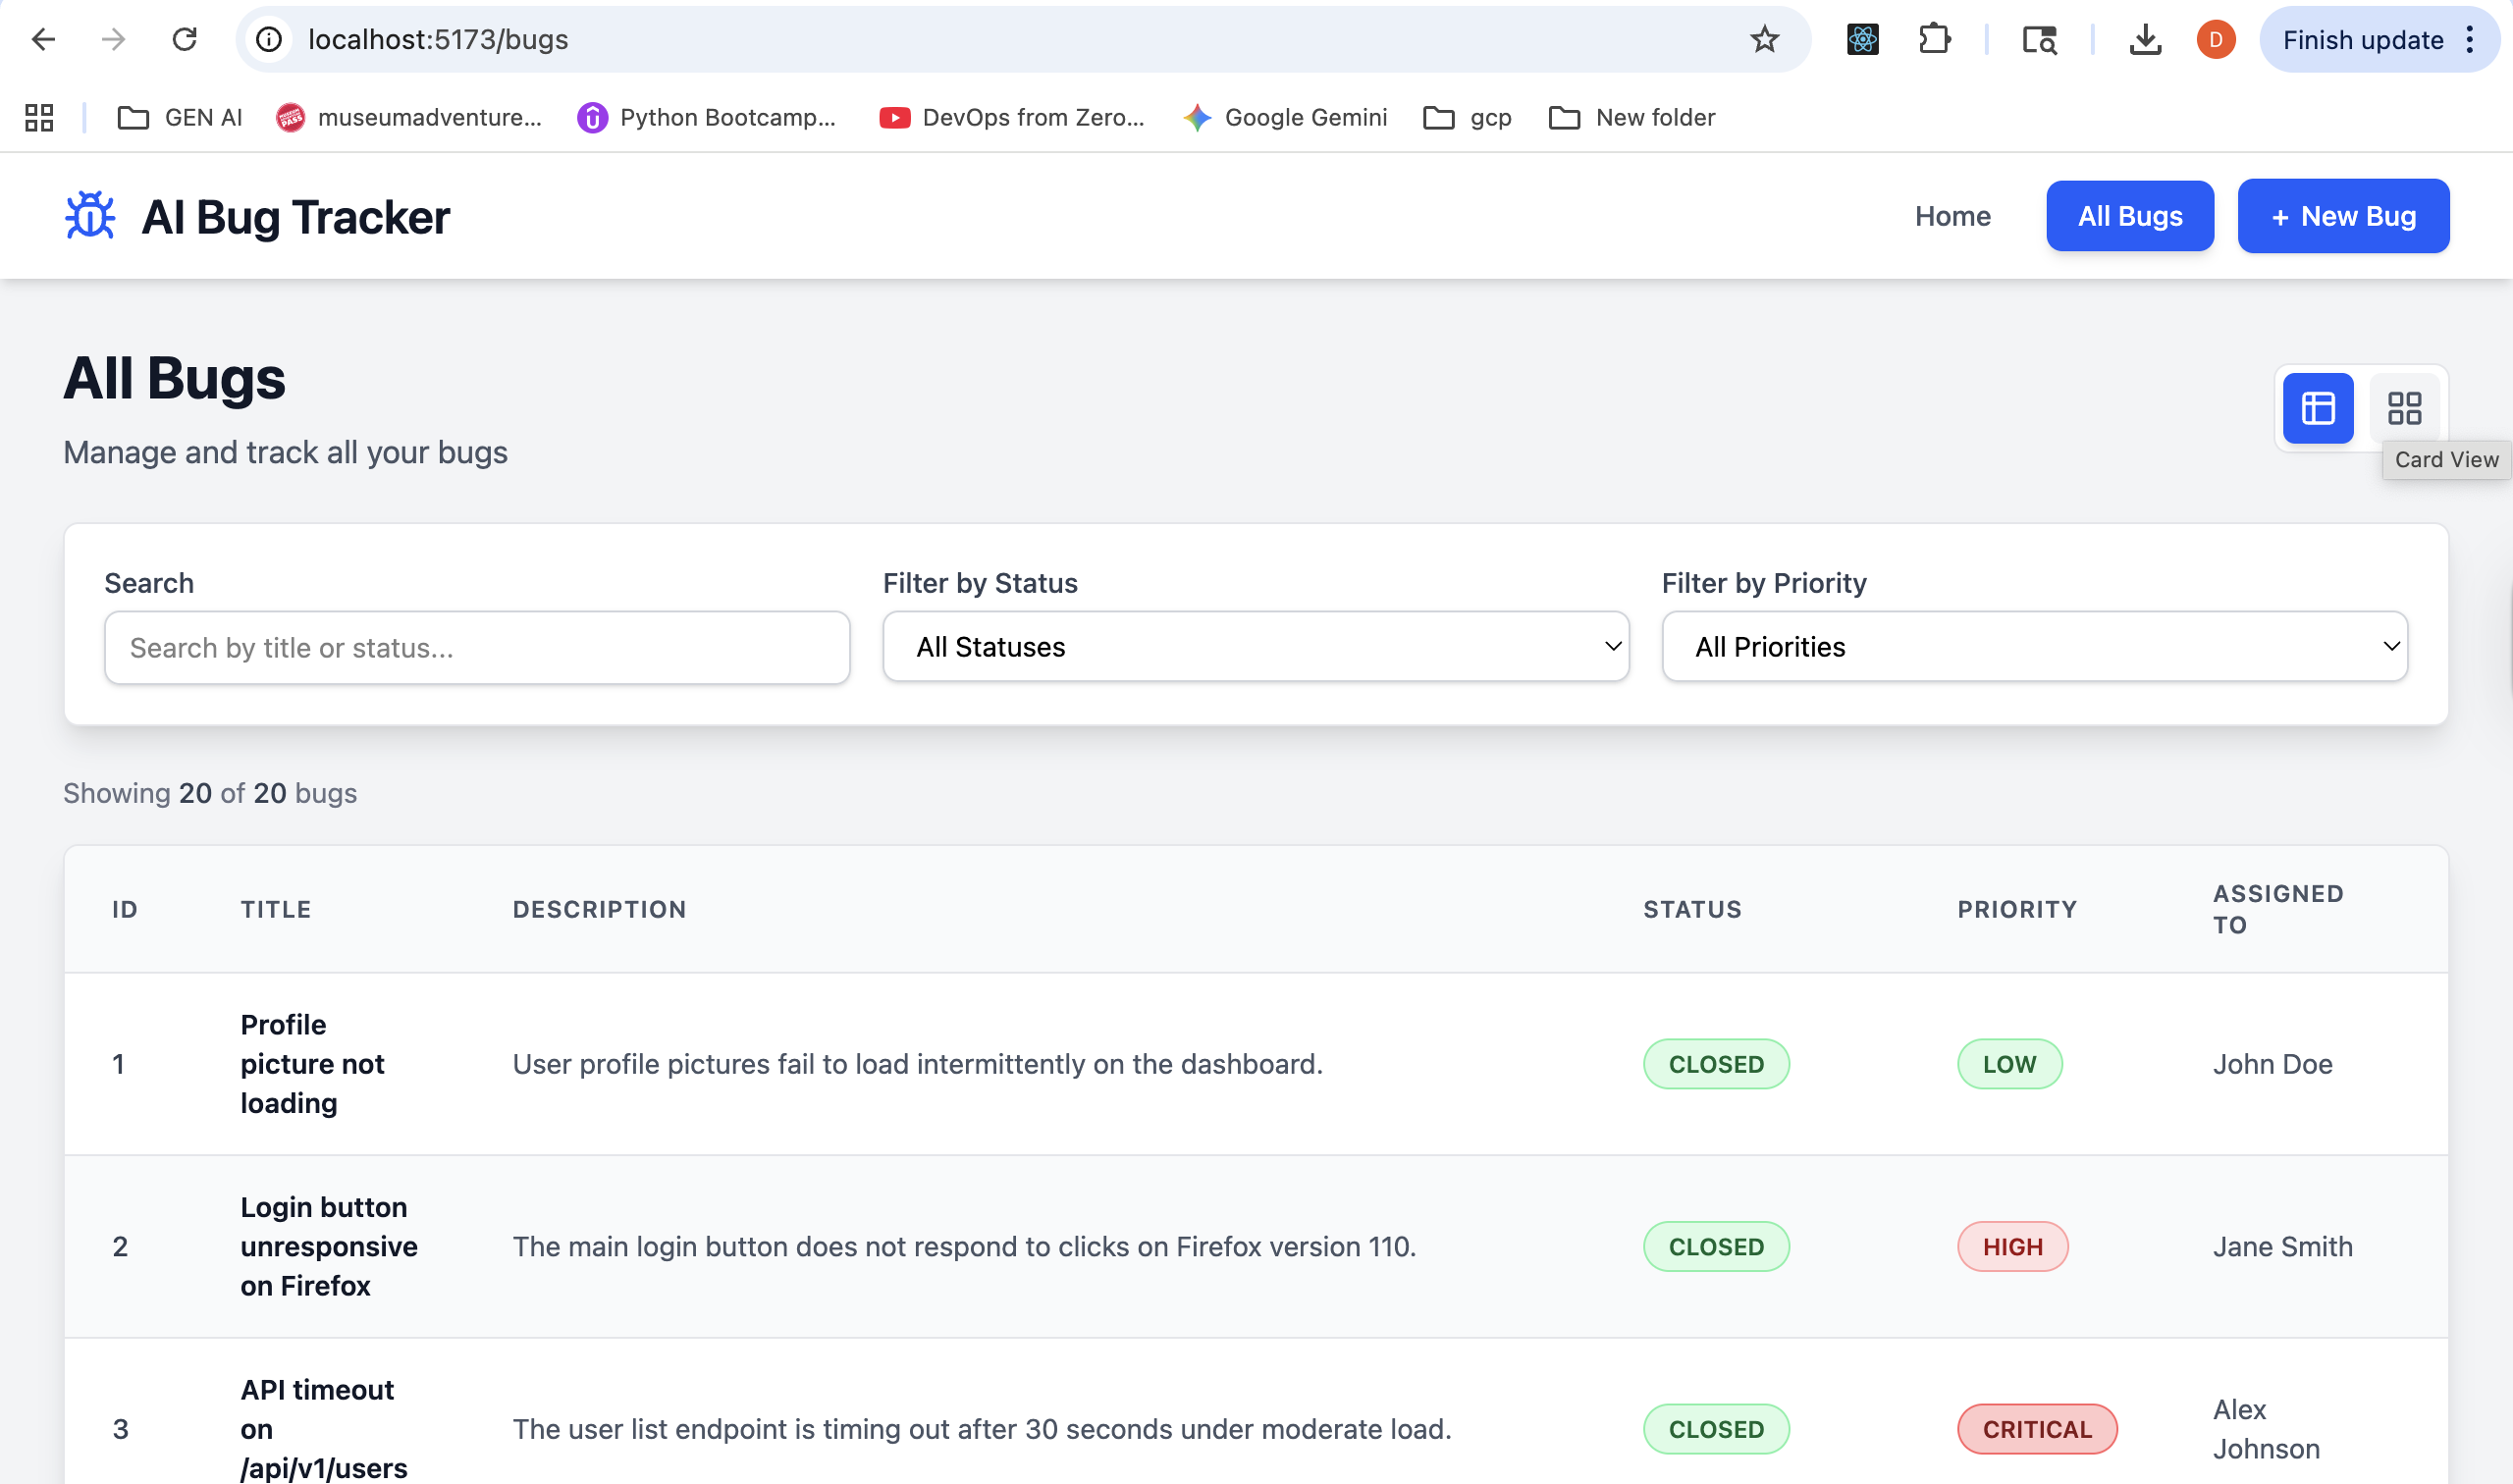 localhost:5173/bugs
D
Finish update
GEN AI
museumadventure...
Python Bootcamp...
DevOps from Zero...
Google Gemini
gcp
New folder
AI Bug Tracker
Home
All Bugs
+ New Bug
All Bugs
Manage and track all your bugs
Card View
Search
Filter by Status
Filter by Priority
Search by title or status...
All Statuses
All Priorities
Showing 20 of 20 bugs
ID
TITLE
DESCRIPTION
STATUS
PRIORITY
ASSIGNED
TO
1
Profile
picture not
loading
User profile pictures fail to load intermittently on the dashboard.
CLOSED
LOW
John Doe
2
Login button
unresponsive
on Firefox
The main login button does not respond to clicks on Firefox version 110.
CLOSED
HIGH
Jane Smith
3
API timeout
on
/api/v1/users
The user list endpoint is timing out after 30 seconds under moderate load.
CLOSED
CRITICAL
Alex
Johnson